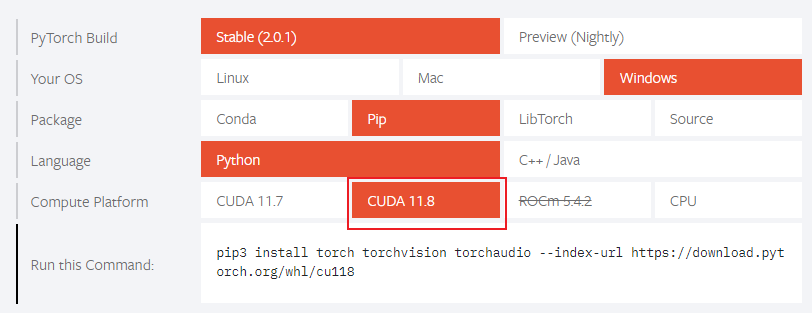 PyTorch Build Stable (2.0.1) Preview (Nightly)
Your OS Linux Mac Windows
Package Conda Pip LibTorch Source
Language Python C++ / Java
Compute Platform CUDA 11.7 CUDA 11.8 ROCm 5.4.2 CPU
Run this Command: pip3 install torch torchvision torchaudio --index-url https://download.pyt
orch.org/whl/cu118